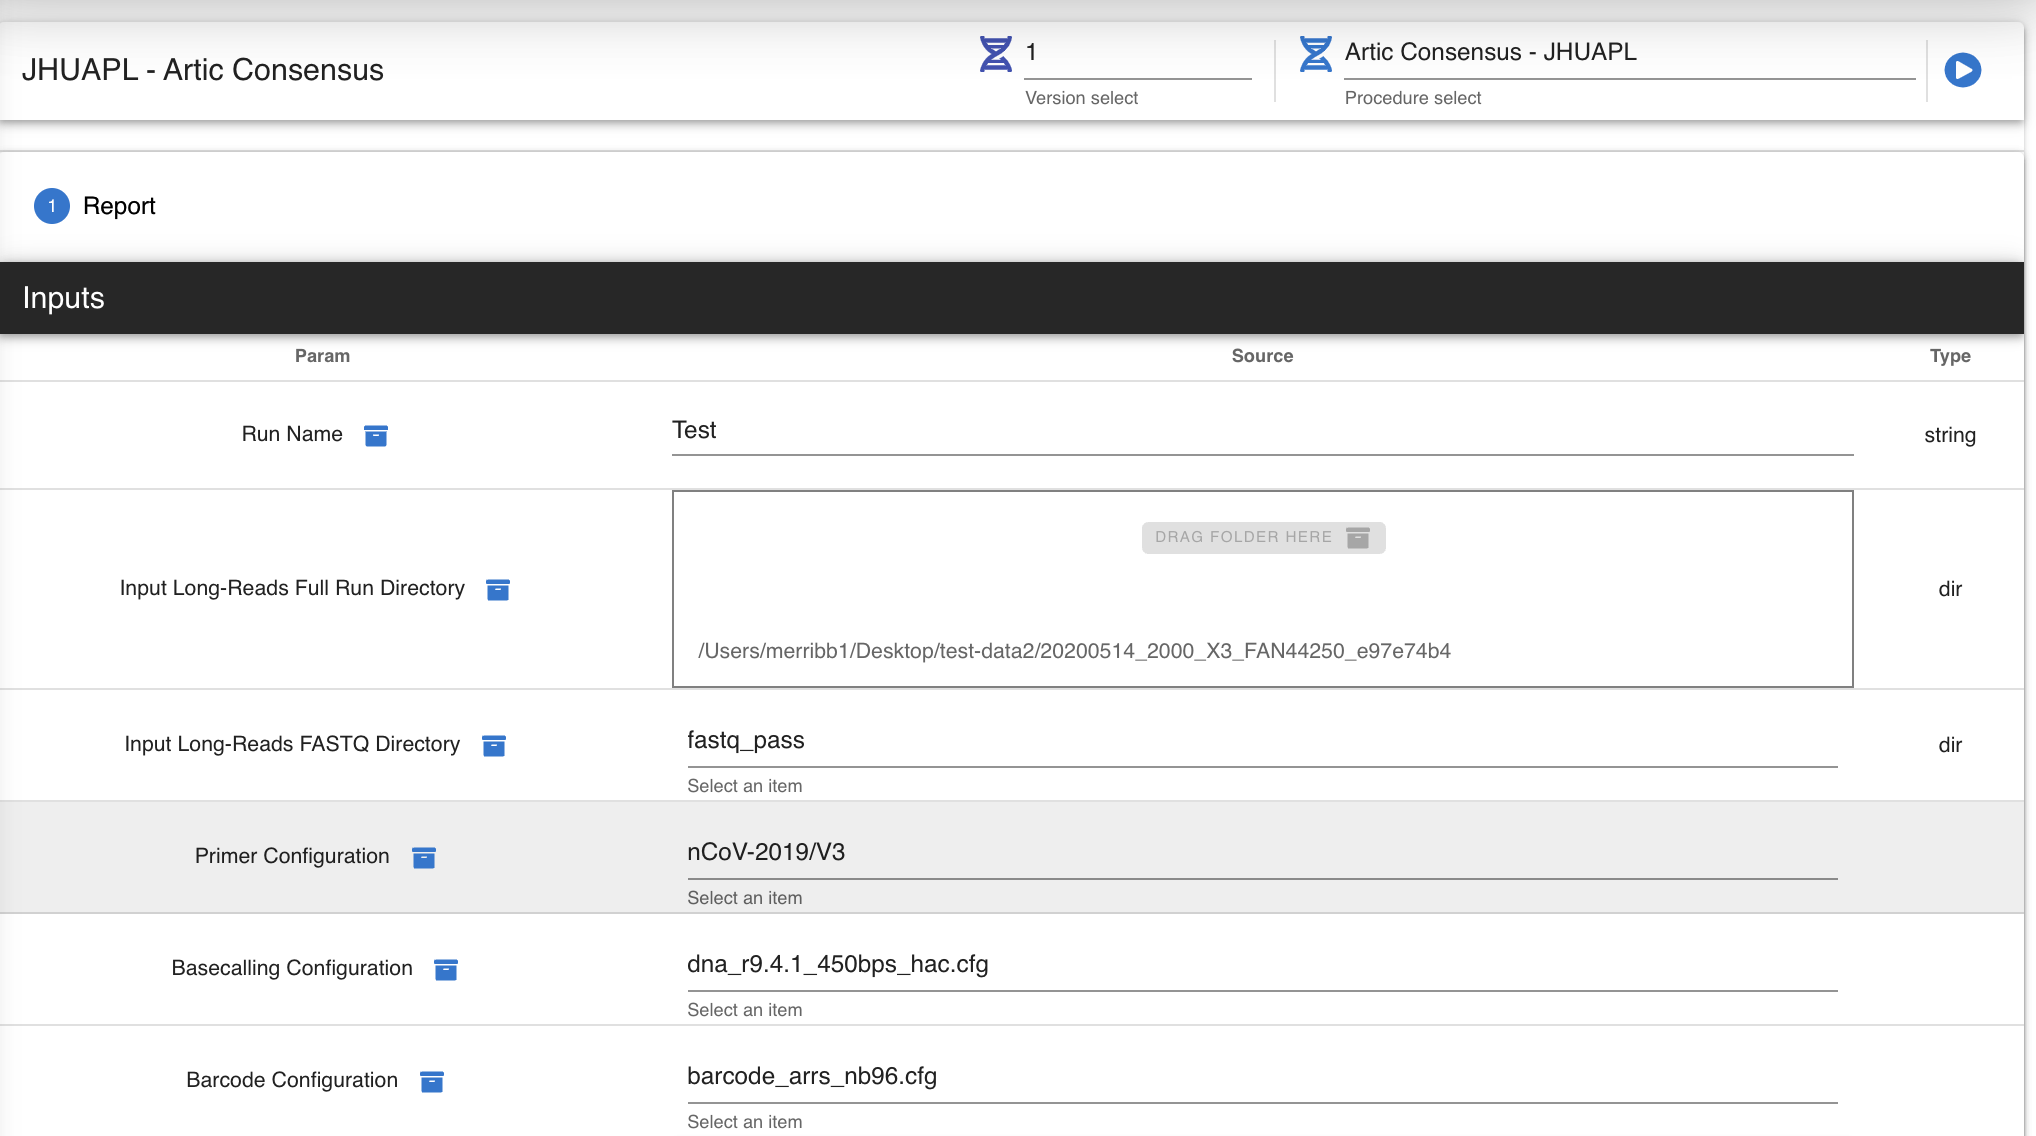 JHUAPL - Artic Consensus
1
Version select
Artic Consensus - JHUAPL
Procedure select
1 Report
Inputs
Param Source Type
Run Name Test string
Input Long-Reads Full Run Directory
DRAG FOLDER HERE
/Users/merribb1/Desktop/test-data2/20200514_2000_X3_FAN44250_e97e74b4
dir
Input Long-Reads FASTQ Directory fastq_pass dir
Select an item
Primer Configuration nCoV-2019/V3
Select an item
Basecalling Configuration dna_r9.4.1_450bps_hac.cfg
Select an item
Barcode Configuration barcode_arrs_nb96.cfg
Select an item